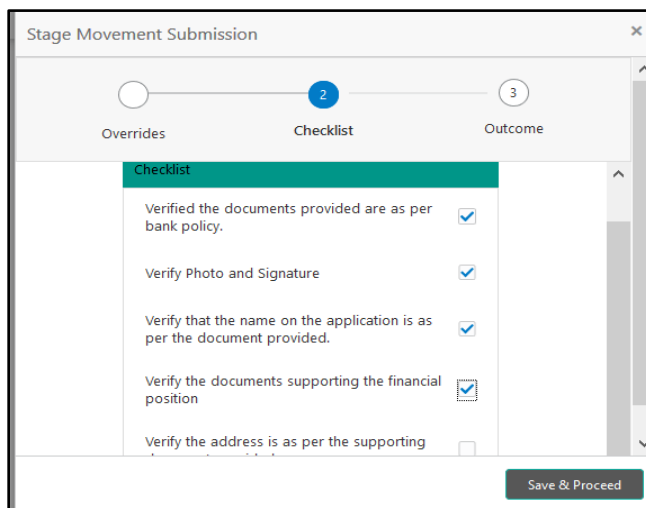 Stage Movement Submission
×
2
3
Overrides
Checklist
Outcome
Checklist
Verified the documents provided are as per
bank policy.
Verify Photo and Signature
Verify that the name on the application is as
per the document provided.
Verify the documents supporting the financial
position
Verify the address is as per the supporting
Save & Proceed